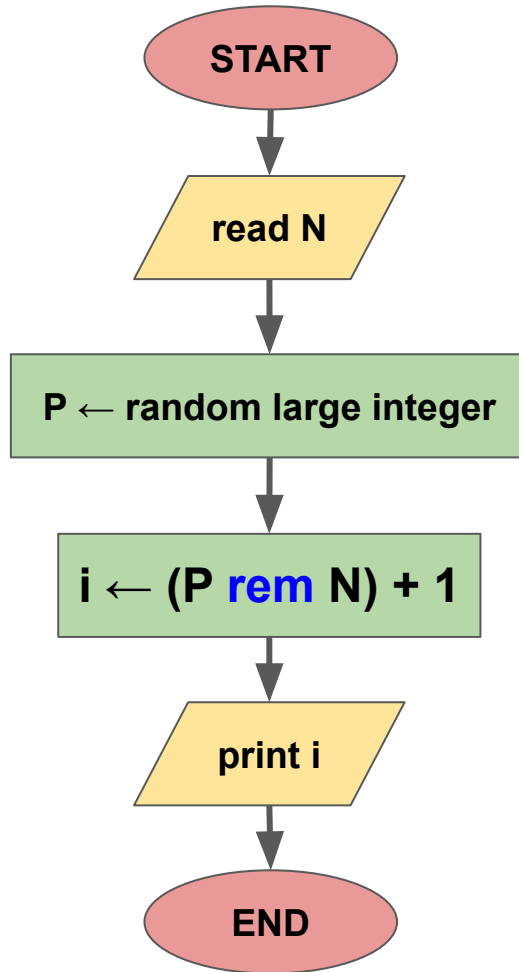 START
read N
P ← random large integer
i ← (P rem N) + 1
print i
END